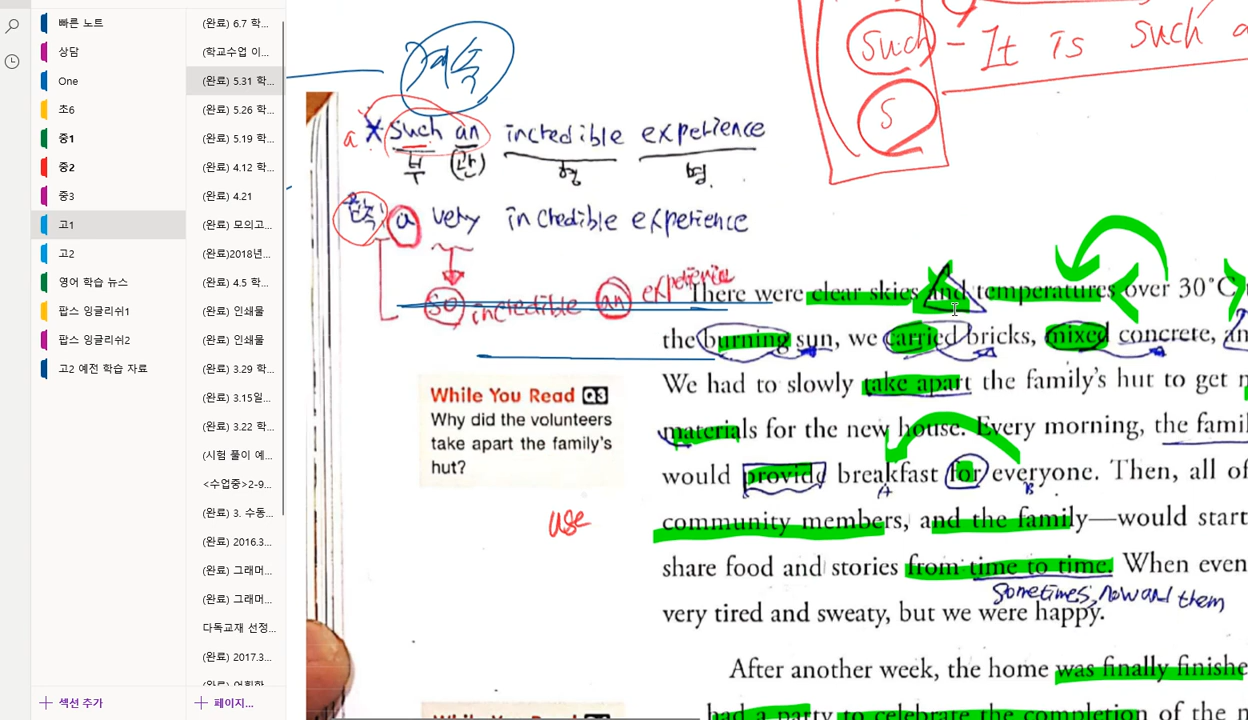 빠른 노트
상담
One
초6
중1
중2
중3
고1
고2
영어 학습 뉴스
팝스 잉글리쉬1
팝스 잉글리쉬2
고2 예전 학습 자료
섹션 추가
(완료) 6.7 학...
(학교수업 이...
(완료) 5.31 학...
(완료) 5.26 학...
(완료) 5.19 학...
(완료) 4.12 학...
(완료) 4.21
(완료) 모의고...
(완료)2018년...
(완료) 4.5 학...
(완료) 인쇄물
(완료) 인쇄물
(완료) 3.29 학...
(완료) 3.15일...
(완료) 3.22 학...
(시험 풀이 예...
<수업중>2-9...
(완료) 3. 수동...
(완료) 2016.3...
(완료) 그래머...
(완료) 그래머...
다독교재 선정...
(완료) 2017.3...
페이지...
계속
such - It is such a
S
a such an incredible experience
부 (관) 형 명.
a very incredible experience
so incredible an experience
There were clear skies and temperatures over 30°C
the burning sun, we carried bricks, mixed concrete, an
We had to slowly take apart the family's hut to get
materials for the new house. Every morning, the famil
would provide breakfast for everyone. Then, all of
A B
community members, and the family—would start
share food and stories from time to time. When even
sometimes, now and them
very tired and sweaty, but we were happy.
After another week, the home was finally finishe
had a party to celebrate the completion of the n
While You Read Q3
Why did the volunteers
take apart the family's
hut?
use
While You Read